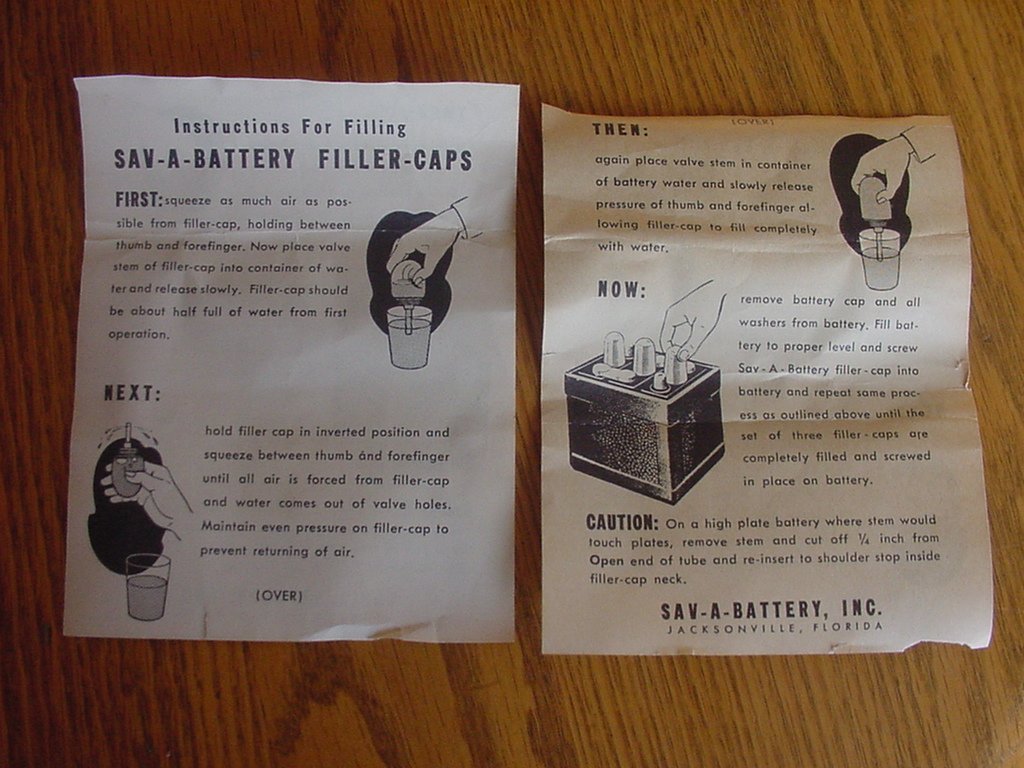 Instructions For Filling
SAV-A-BATTERY FILLER-CAPS
FIRST: squeeze as much air as pos-
sible from filler-cap, holding between
thumb and forefinger. Now place valve
stem of filler-cap into container of wa-
ter and release slowly. Filler-cap should
be about half full of water from first
operation.
NEXT:
hold filler cap in inverted position and
squeeze between thumb and forefinger
until all air is forced from filler-cap
and water comes out of valve holes.
Maintain even pressure on filler-cap to
prevent returning of air.
(OVER)
(OVER)
THEN:
again place valve stem in container
of battery water and slowly release
pressure of thumb and forefinger al-
lowing filler-cap to fill completely
with water.
NOW:
remove battery cap and all
washers from battery. Fill bat-
tery to proper level and screw
Sav-A-Battery filler-cap into
battery and repeat same proc-
ess as outlined above until the
set of three filler-caps are
completely filled and screwed
in place on battery.
CAUTION: On a high plate battery where stem would
touch plates, remove stem and cut off ¼ inch from
Open end of tube and re-insert to shoulder stop inside
filler-cap neck.
SAV-A-BATTERY, INC.
JACKSONVILLE, FLORIDA